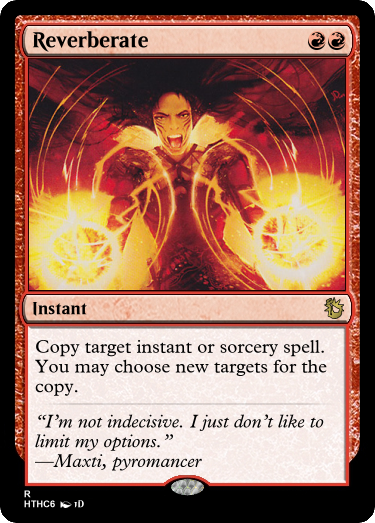 Reverberate
Instant
Copy target instant or sorcery spell.
You may choose new targets for the
copy.
“I'm not indecisive. I just don't like to
limit my options.”
—Maxti, pyromancer
R
HTHC6